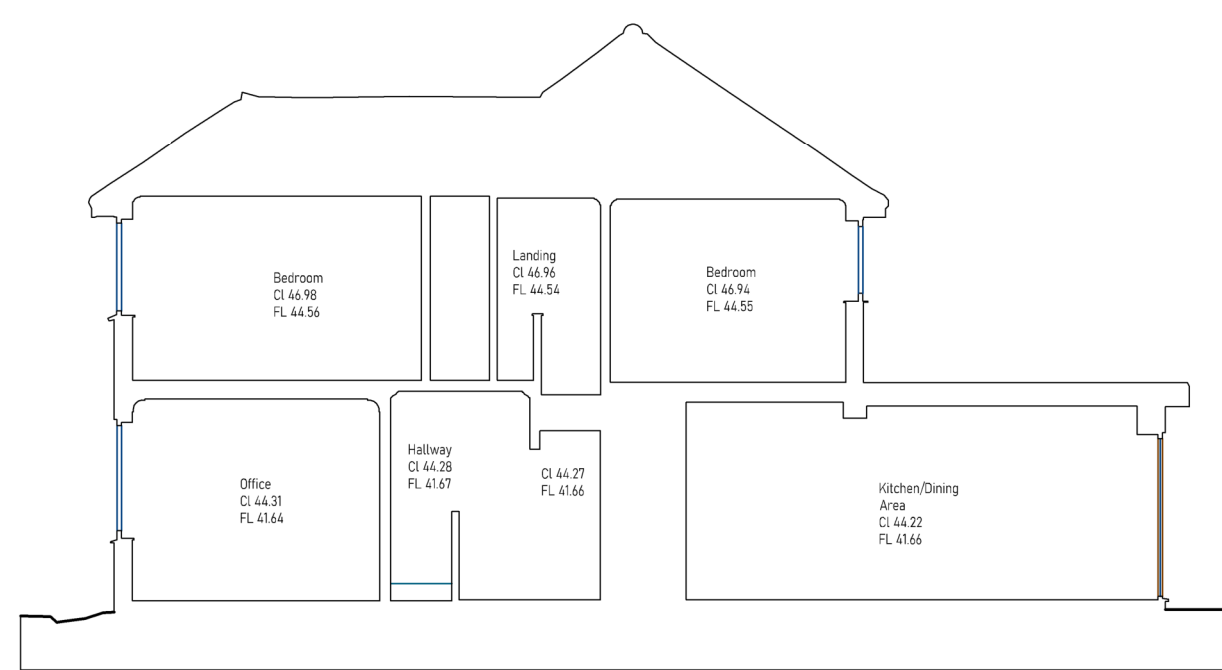 Landing
CL 46.96
FL 44.54
Bedroom
CL 46.98
FL 44.56
Bedroom
CL 46.94
FL 44.55
Hallway
CL 44.28
FL 41.67
CL 44.27
FL 41.66
Office
CL 44.31
FL 41.64
Kitchen/Dining
Area
CL 44.22
FL 41.66